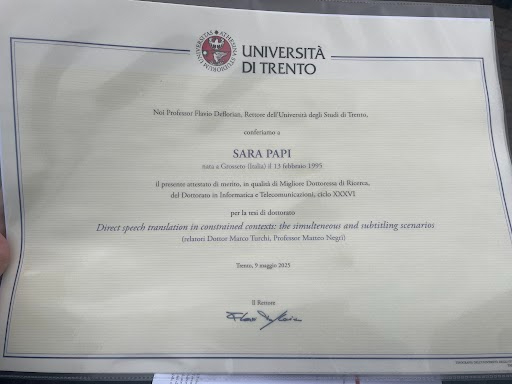 UNIVERSITÀ
DI TRENTO
Noi Professor Flavio Deflorian, Rettore dell'Università degli Studi di Trento,
conferiamo a
SARA PAPI
nata a Grosseto (Italia) il 13 febbraio 1995
il presente attestato di merito, in qualità di Migliore Dottoressa di Ricerca,
del Dottorato in Informatica e Telecomunicazioni, ciclo XXXVI
per la tesi di dottorato
Direct speech translation in constrained contexts: the simulteneous and subtitling scenarios
(relatori Dottor Marco Turchi, Professor Matteo Negri)
Trento, 9 maggio 2025
Il Rettore